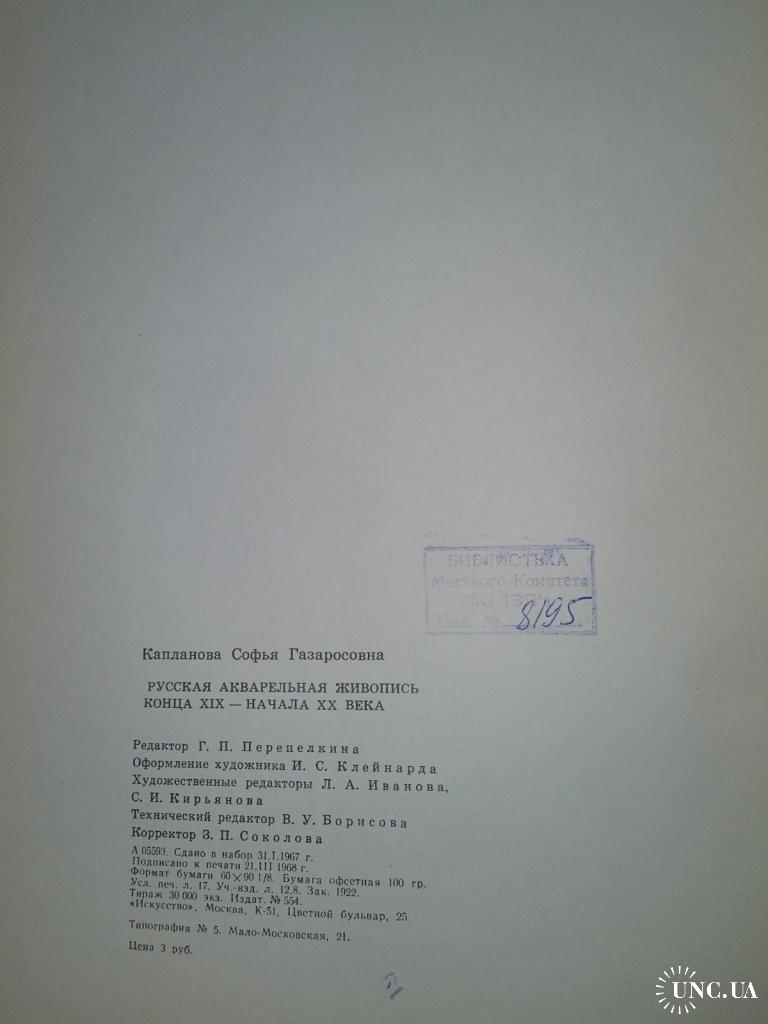 БИБЛИОТЕКА
Местного Комитета
КО
№ 8195
Капланова Софья Газаросовна
РУССКАЯ АКВАРЕЛЬНАЯ ЖИВОПИСЬ
КОНЦА XIX — НАЧАЛА XX ВЕКА
Редактор Г. П. Перепелкина
Оформление художника И. С. Клейнарда
Художественные редакторы Л. А. Иванова,
С. И. Кирьянова
Технический редактор В. У. Борисова
Корректор З. П. Соколова
А 05593. Сдано в набор 31.I.1967 г.
Подписано к печати 21.III 1968 г.
Формат бумаги 60×90 1/8. Бумага офсетная 100 гр.
Усл. печ. л. 17. Уч.-изд. л. 12,8. Зак. 1922.
Тираж 30 000 экз. Издат. № 554.
«Искусство», Москва, К-51, Цветной бульвар, 25.
Типография № 5. Мало-Московская, 21.
Цена 3 руб.
UNC.UA